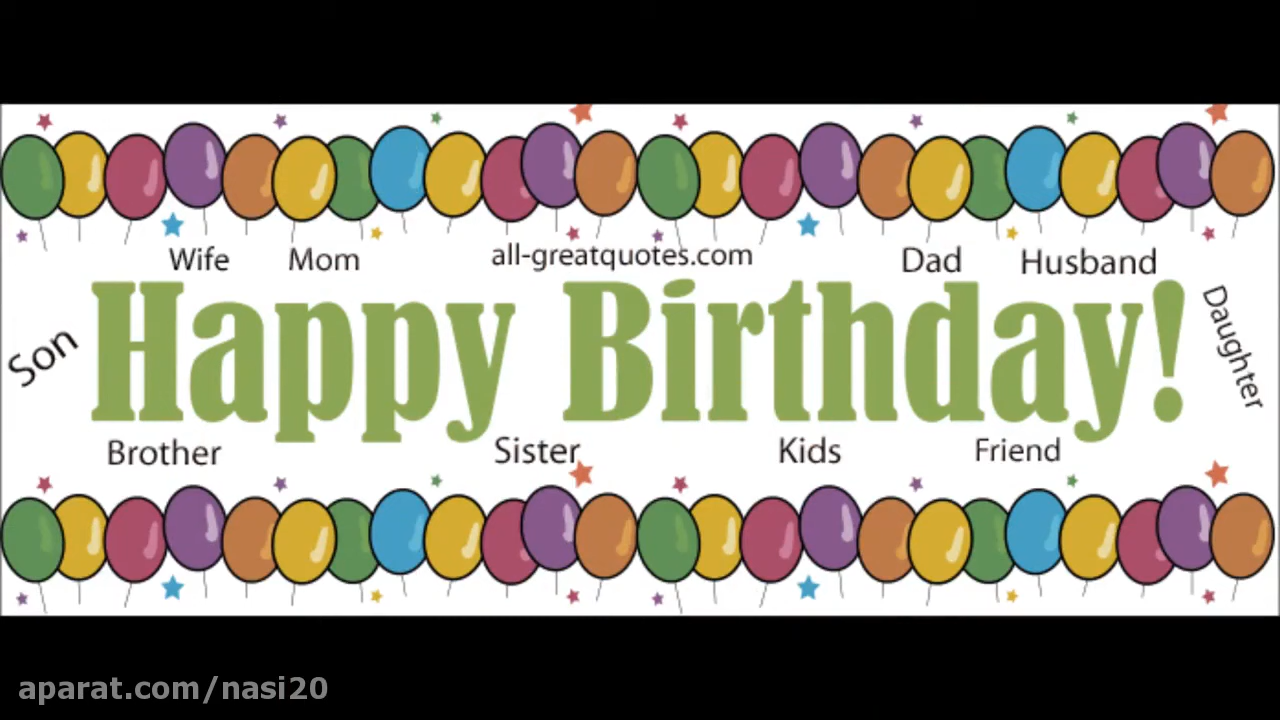 Wife Mom all-greatquotes.com Dad Husband
Son Happy Birthday! Daughter
Brother Sister Kids Friend
aparat.com/nasi20